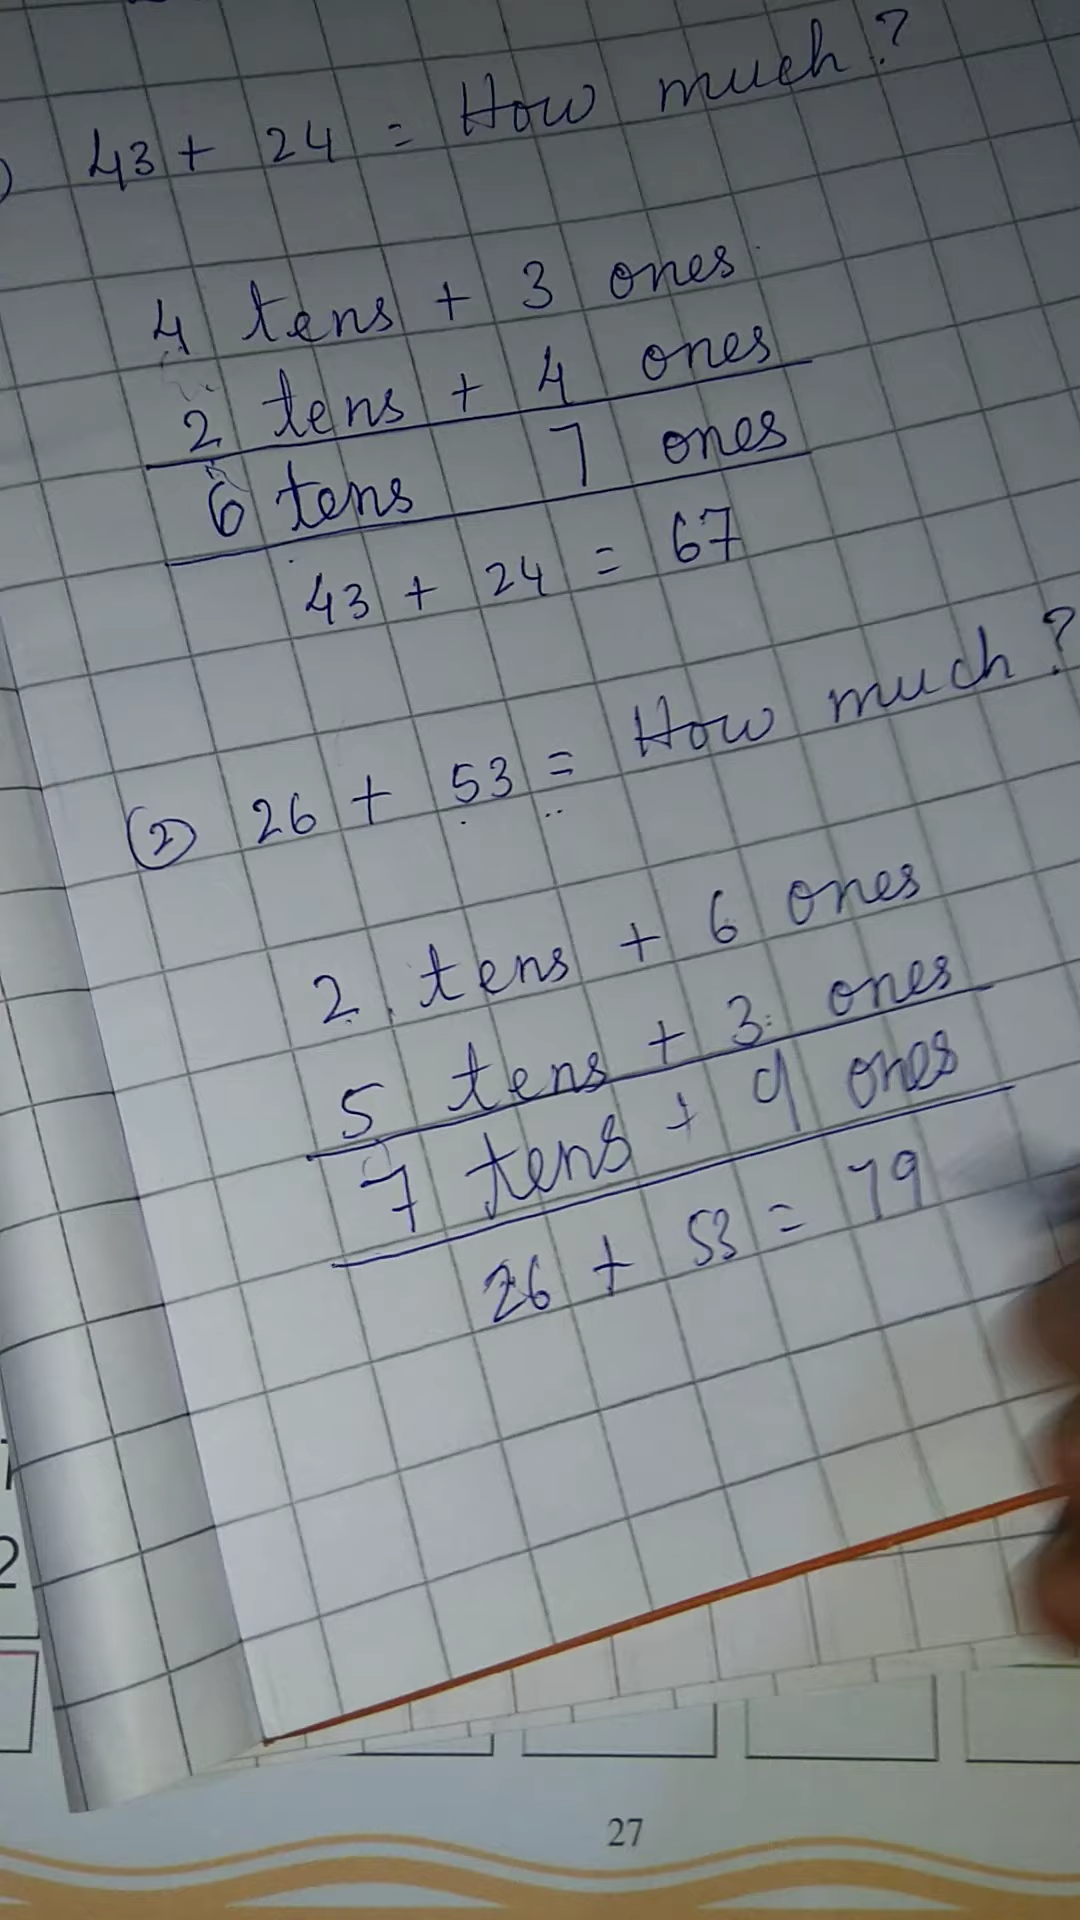 ) 43 + 24 = How much?
4 tens + 3 ones
2 tens + 4 ones
6 tens 7 ones
43 + 24 = 67
(2) 26 + 53 = How much?
2 tens + 6 ones
5 tens + 3 ones
7 tens + 9 ones
26 + 53 = 79
2
27